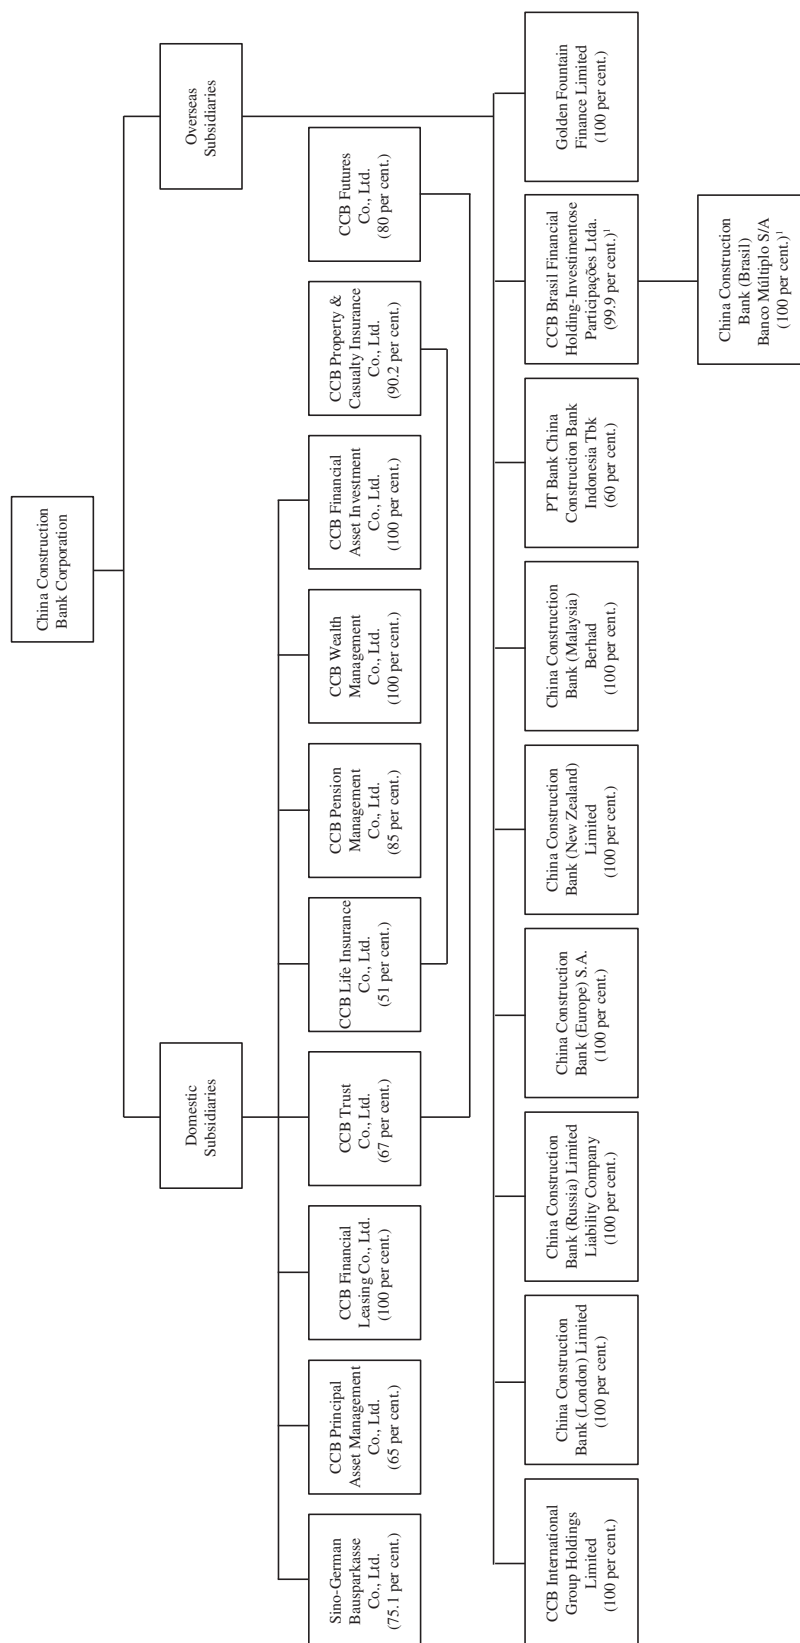 China Construction
Bank Corporation
Domestic
Subsidiaries
Overseas
Subsidiaries
Sino-German
Bausparkasse
Co., Ltd.
(75.1 per cent.)
CCB Principal
Asset Management
Co., Ltd.
(65 per cent.)
CCB Financial
Leasing Co., Ltd.
(100 per cent.)
CCB Trust
Co., Ltd.
(67 per cent.)
CCB Life Insurance
Co., Ltd.
(51 per cent.)
CCB Pension
Management
Co., Ltd.
(85 per cent.)
CCB Wealth
Management
Co., Ltd.
(100 per cent.)
CCB Financial
Asset Investment
Co., Ltd.
(100 per cent.)
CCB Property &
Casualty Insurance
Co., Ltd.
(90.2 per cent.)
CCB Futures
Co., Ltd.
(80 per cent.)
CCB International
Group Holdings
Limited
(100 per cent.)
China Construction
Bank (London) Limited
(100 per cent.)
China Construction
Bank (Russia) Limited
Liability Company
(100 per cent.)
China Construction
Bank (Europe) S.A.
(100 per cent.)
China Construction
Bank (New Zealand)
Limited
(100 per cent.)
China Construction
Bank (Malaysia)
Berhad
(100 per cent.)
PT Bank China
Construction Bank
Indonesia Tbk
(60 per cent.)
CCB Brasil Financial
Holding-Investimentose
Participações Ltda.
(99.9 per cent.)¹
Golden Fountain
Finance Limited
(100 per cent.)
China Construction
Bank (Brasil)
Banco Múltiplo S/A
(100 per cent.)¹